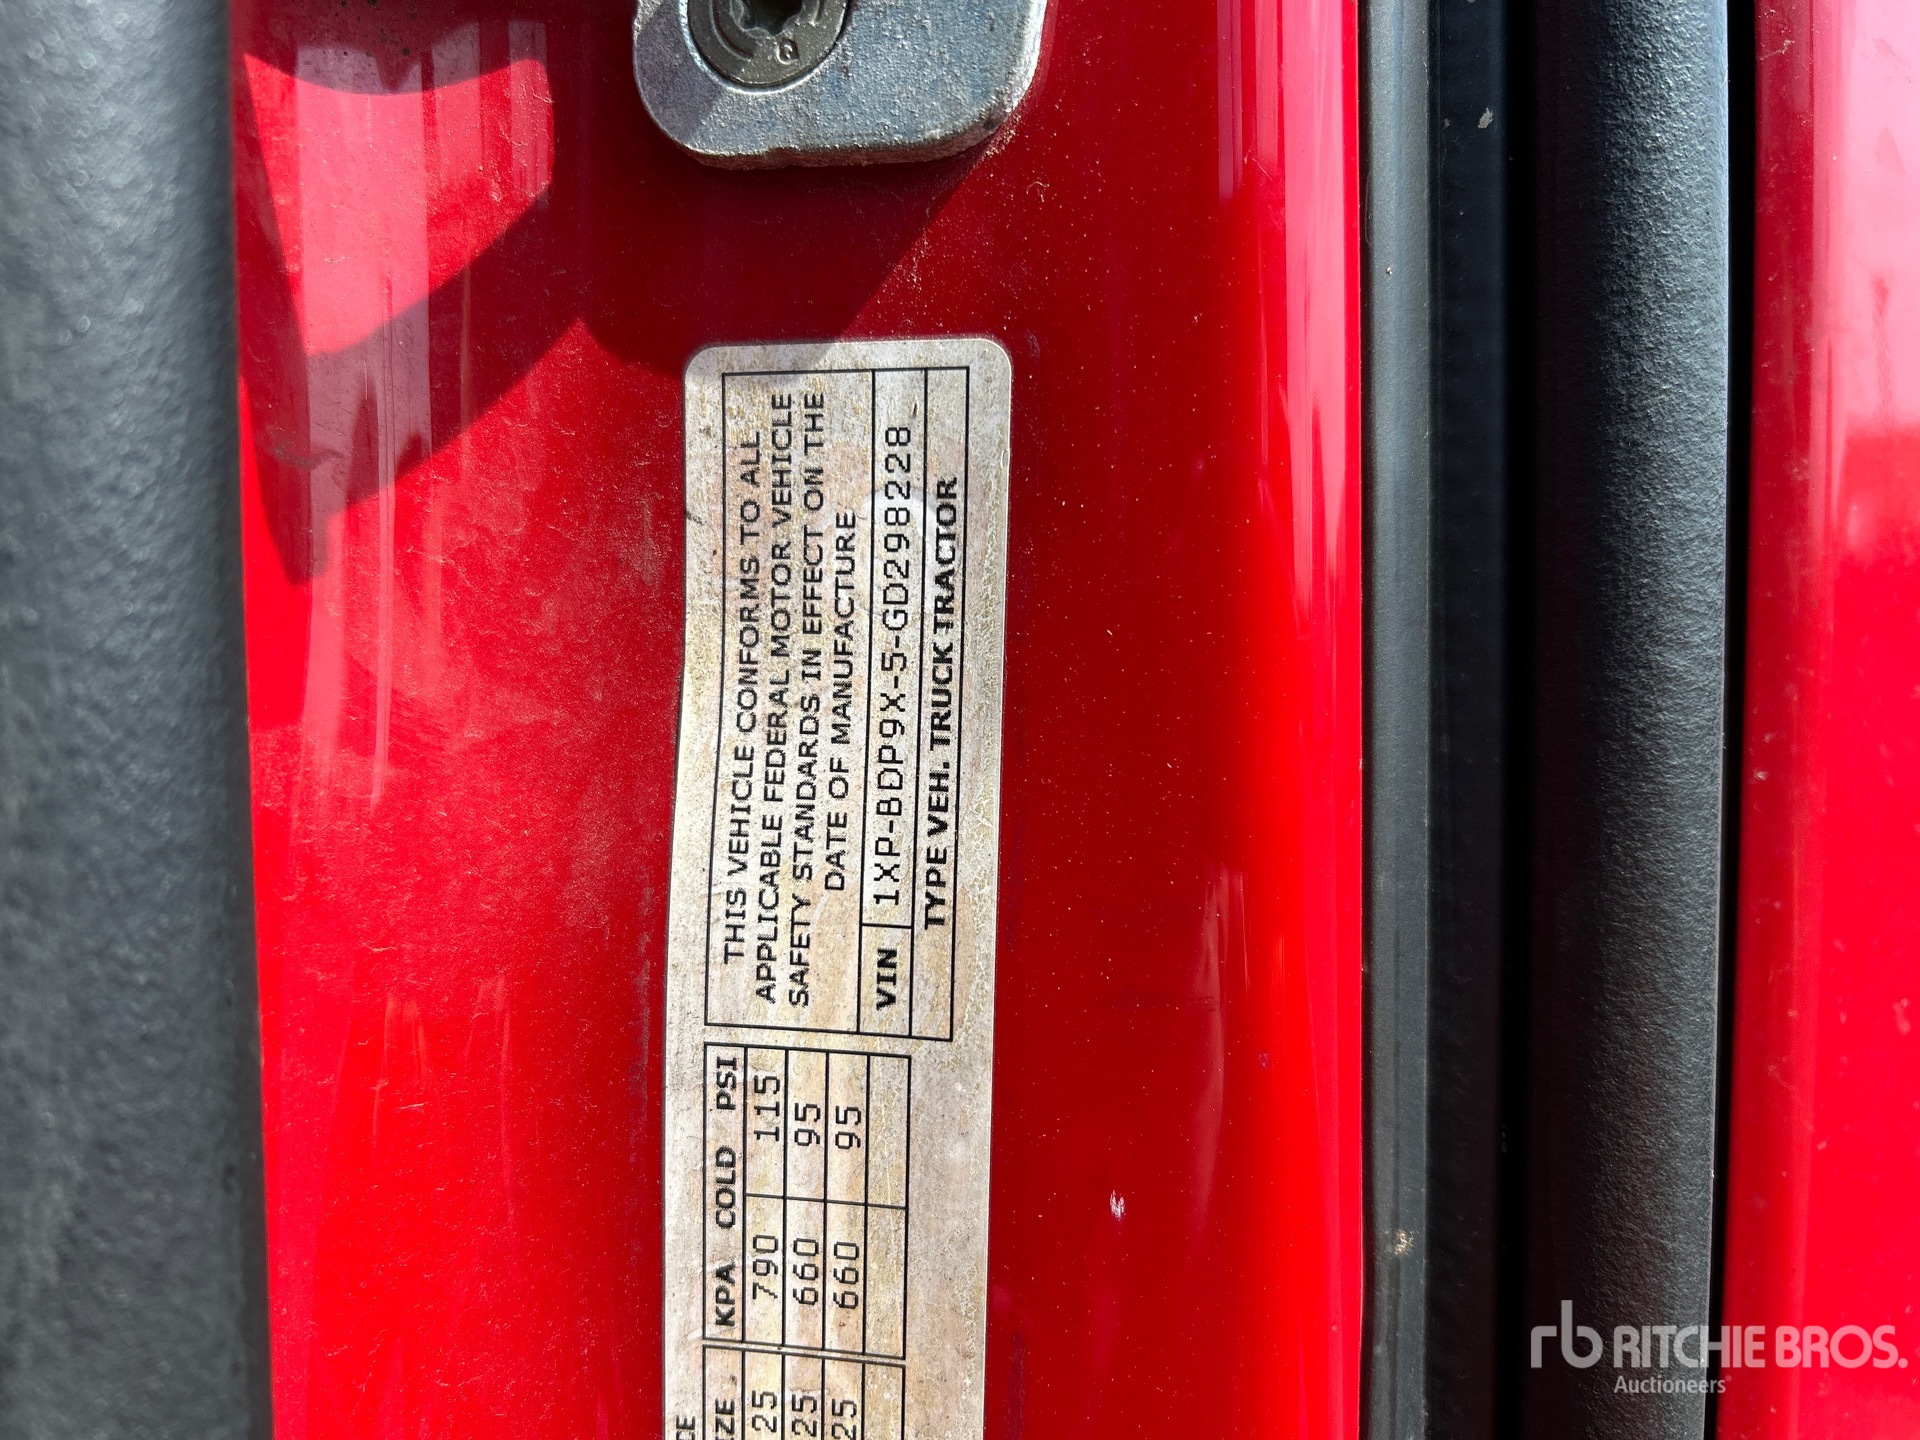 THIS VEHICLE CONFORMS TO ALL
APPLICABLE FEDERAL MOTOR VEHICLE
SAFETY STANDARDS IN EFFECT ON THE
DATE OF MANUFACTURE
VIN 1XP-BDP9X-5-GD298228
TYPE VEH. TRUCK TRACTOR
KPA COLD PSI
25 790 115
25 660 95
25 660 95
rb RITCHIE BROS.
Auctioneers